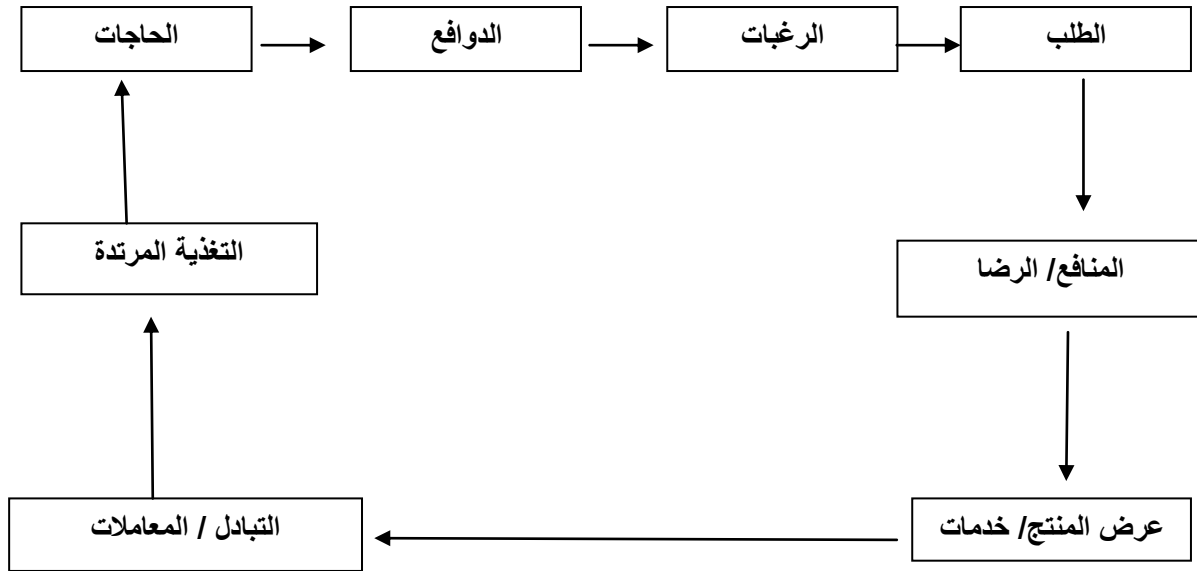 الحاجات
الدوافع
الرغبات
الطلب
المنافع/ الرضا
عرض المنتج/ خدمات
التبادل / المعاملات
التغذية المرتدة